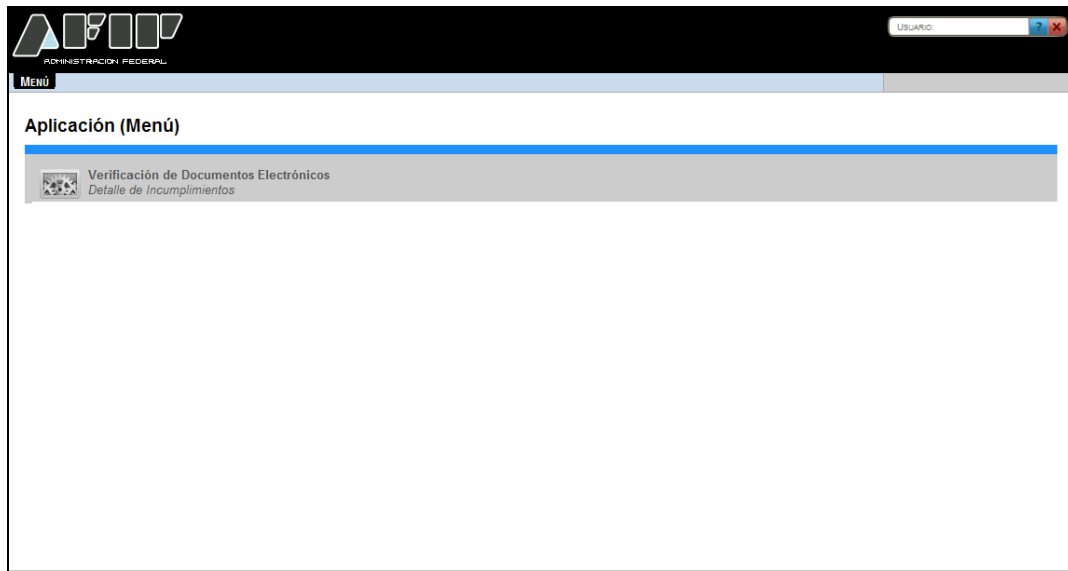 AFIP
ADMINISTRACION FEDERAL
USUARIO:
? X
MENÚ
Aplicación (Menú)
Verificación de Documentos Electrónicos
Detalle de Incumplimientos